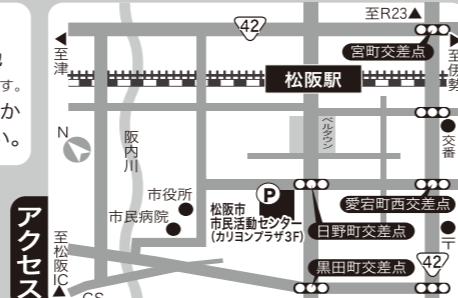 至R23▲
42
宮町交差点
◀至津
▶至伊勢
す。
か
い。
松阪駅
N
阪内川
ベルタウン
交番
市役所
市民病院
P
松阪市
市民活動センター
(カリヨンプラザ3F)
愛宕町西交差点
日野町交差点
〒
アクセス
至松阪IC▲
黒田町交差点
42
GS